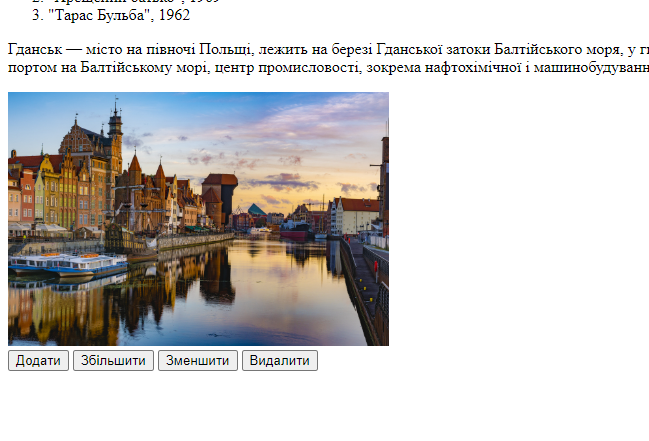 3. "Тарас Бульба", 1962
Гданськ — місто на півночі Польщі, лежить на березі Гданської затоки Балтійського моря, у
портом на Балтійському морі, центр промисловості, зокрема нафтохімічної і
Додати Збільшити Зменшити Видалити